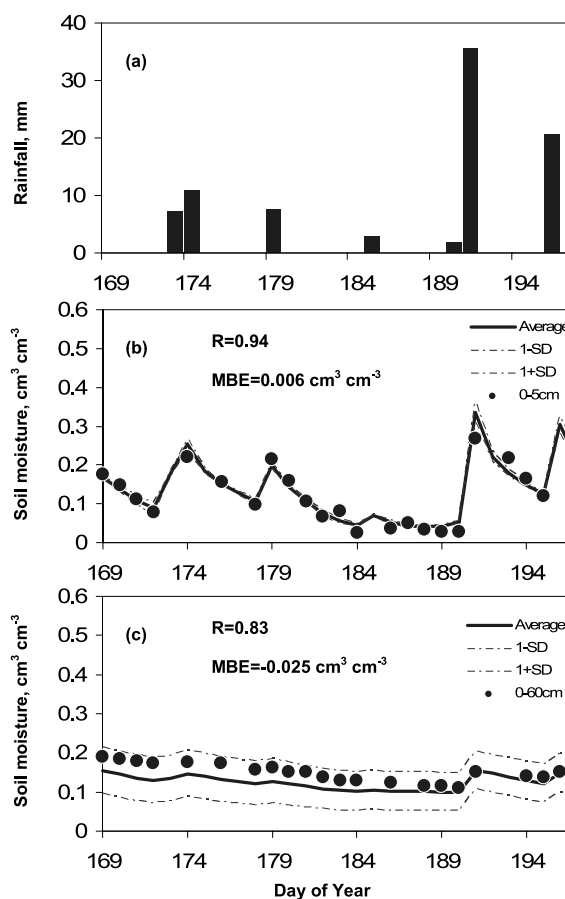 40
(a)
30
Rainfall, mm
20
10
0
169 174 179 184 189 194
0.6
Average
(b)
R=0.94
1-SD
0.5
1+SD
MBE=0.006 cm³ cm⁻³
0-5cm
0.4
Soil moisture, cm³ cm⁻³
0.3
0.2
0.1
0
169 174 179 184 189 194
0.6
Average
(c)
R=0.83
1-SD
0.5
1+SD
MBE=-0.025 cm³ cm⁻³
0-60cm
0.4
Soil moisture, cm³ cm⁻³
0.3
0.2
0.1
0
169 174 179 184 189 194
Day of Year